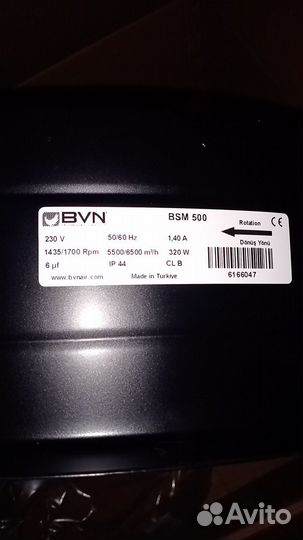 BVN
BSM 500
Rotation
CE
230 V 50/60 Hz 1,40 A
Dönüş Yönü
1435/1700 Rpm 5500/6500 m³/h 320 W
6 µf IP 44 CL B
www.bvnair.com Made in Turkiye
6166047
Avito